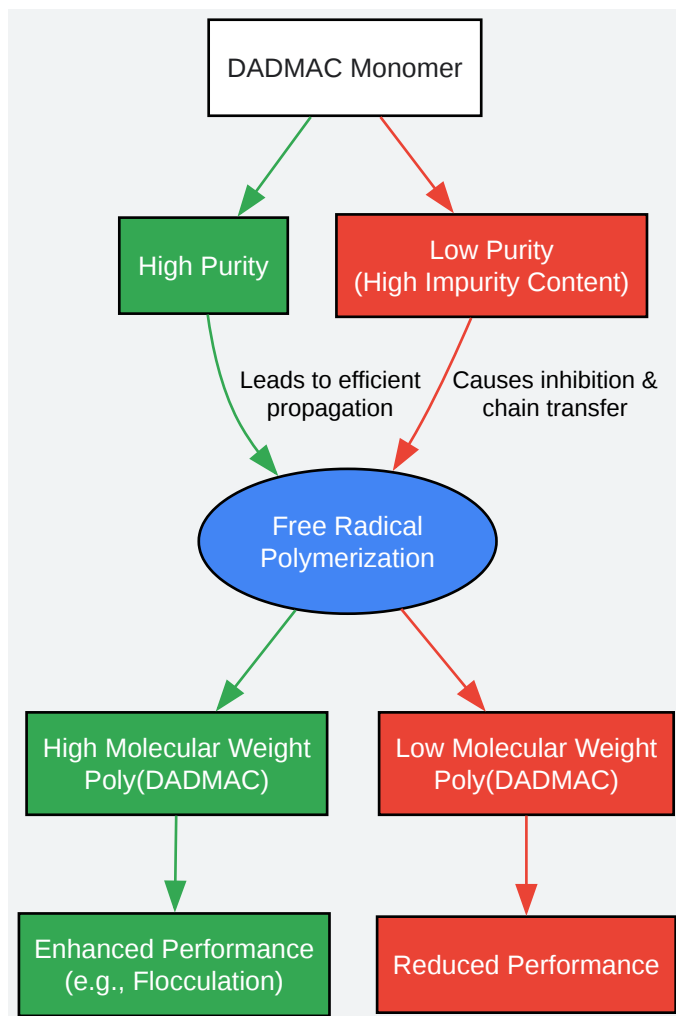 DADMAC Monomer
High Purity
Low Purity
(High Impurity Content)
Leads to efficient
propagation
Causes inhibition &
chain transfer
Free Radical
Polymerization
High Molecular Weight
Poly(DADMAC)
Low Molecular Weight
Poly(DADMAC)
Enhanced Performance
(e.g., Flocculation)
Reduced Performance